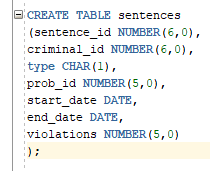 CREATE TABLE sentences
(sentence_id NUMBER(6,0),
criminal_id NUMBER(6,0),
type CHAR(1),
prob_id NUMBER(5,0),
start_date DATE,
end_date DATE,
violations NUMBER(5,0)
);